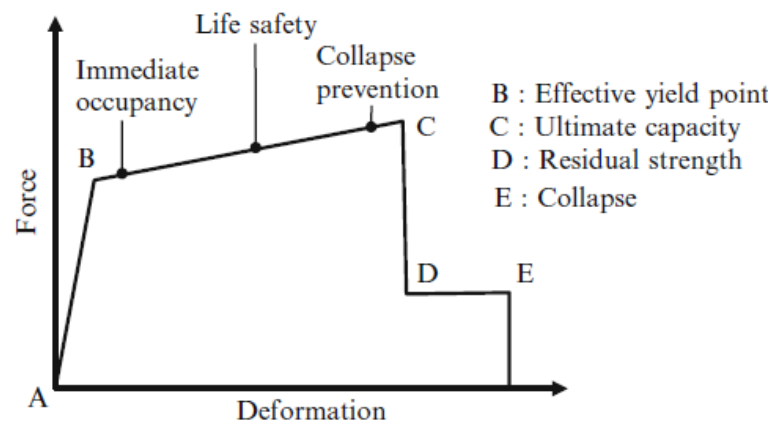 Life safety
Immediate
occupancy
Collapse
prevention
B : Effective yield point
C : Ultimate capacity
D : Residual strength
E : Collapse
B
C
D
E
A
Force
Deformation